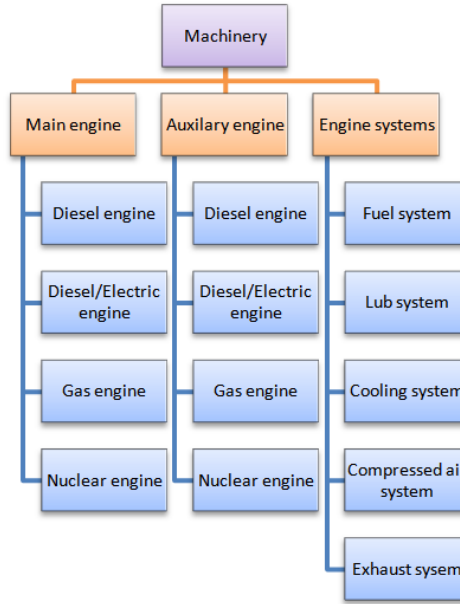 Machinery
Main engine
Auxilary engine
Engine systems
Diesel engine
Diesel engine
Fuel system
Diesel/Electric
engine
Diesel/Electric
engine
Lub system
Gas engine
Gas engine
Cooling system
Nuclear engine
Nuclear engine
Compressed air
system
Exhaust sysem